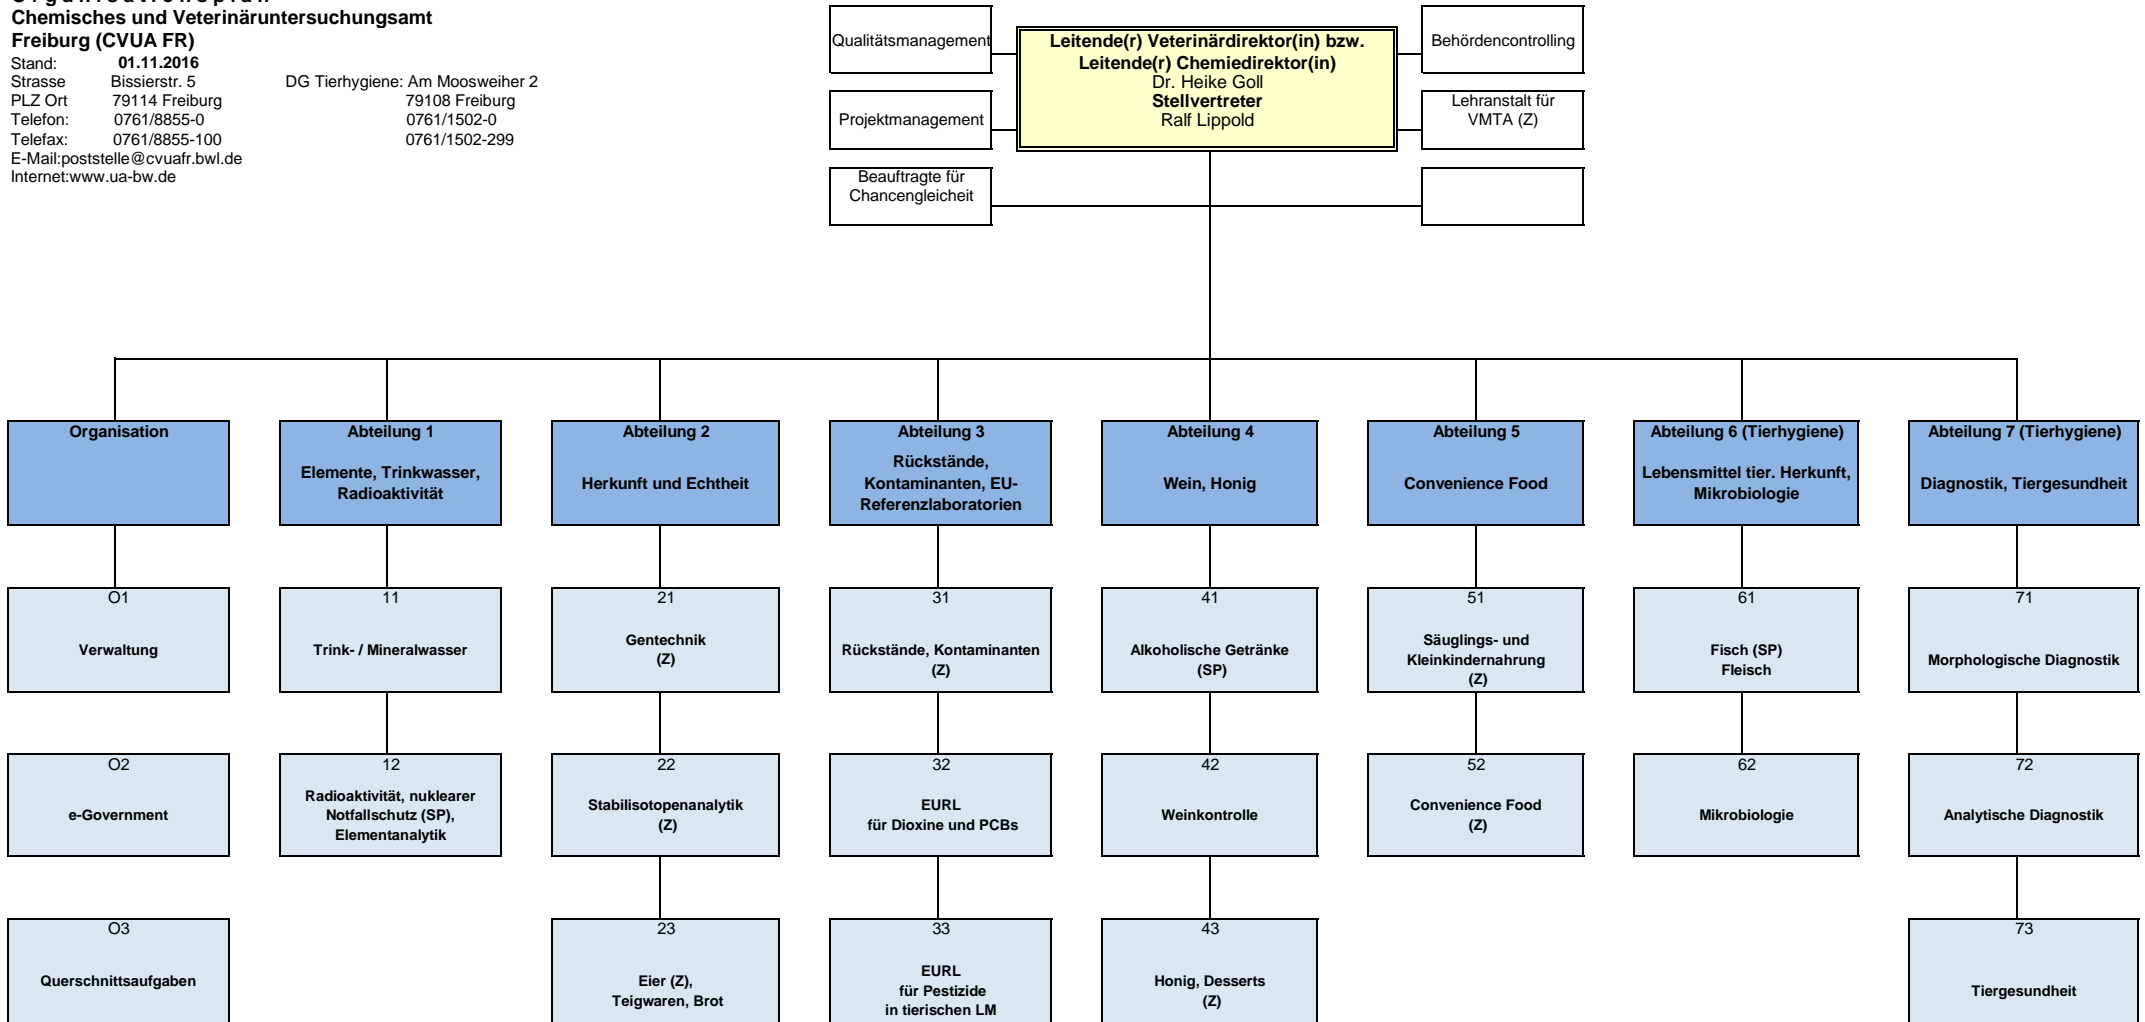 Organisationsplan
Chemisches und Veterinäruntersuchungsamt
Freiburg (CVUA FR)
Stand: 01.11.2016
Strasse Bissierstr. 5 DG Tierhygiene: Am Moosweiher 2
PLZ Ort 79114 Freiburg 79108 Freiburg
Telefon: 0761/8855-0 0761/1502-0
Telefax: 0761/8855-100 0761/1502-299
E-Mail:poststelle@cvuafr.bwl.de
Internet:www.ua-bw.de
Qualitätsmanagement
Projektmanagement
Beauftragte für
Chancengleicheit
Leitende(r) Veterinärdirektor(in) bzw.
Leitende(r) Chemiedirektor(in)
Dr. Heike Goll
Stellvertreter
Ralf Lippold
Behördencontrolling
Lehranstalt für
VMTA (Z)
Organisation
O1
Verwaltung
O2
e-Government
O3
Querschnittsaufgaben
Abteilung 1
Elemente, Trinkwasser,
Radioaktivität
11
Trink- / Mineralwasser
12
Radioaktivität, nuklearer
Notfallschutz (SP),
Elementanalytik
Abteilung 2
Herkunft und Echtheit
21
Gentechnik
(Z)
22
Stabilisotopenanalytik
(Z)
23
Eier (Z),
Teigwaren, Brot
Abteilung 3
Rückstände,
Kontaminanten, EU-
Referenzlaboratorien
31
Rückstände, Kontaminanten
(Z)
32
EURL
für Dioxine und PCBs
33
EURL
für Pestizide
in tierischen LM
Abteilung 4
Wein, Honig
41
Alkoholische Getränke
(SP)
42
Weinkontrolle
43
Honig, Desserts
(Z)
Abteilung 5
Convenience Food
51
Säuglings- und
Kleinkindernahrung
(Z)
52
Convenience Food
(Z)
Abteilung 6 (Tierhygiene)
Lebensmittel tier. Herkunft,
Mikrobiologie
61
Fisch (SP)
Fleisch
62
Mikrobiologie
Abteilung 7 (Tierhygiene)
Diagnostik, Tiergesundheit
71
Morphologische Diagnostik
72
Analytische Diagnostik
73
Tiergesundheit